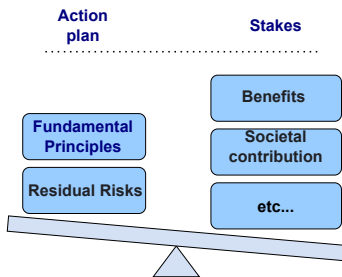 Action
plan
Stakes
Fundamental
Principles
Residual Risks
Benefits
Societal
contribution
etc...